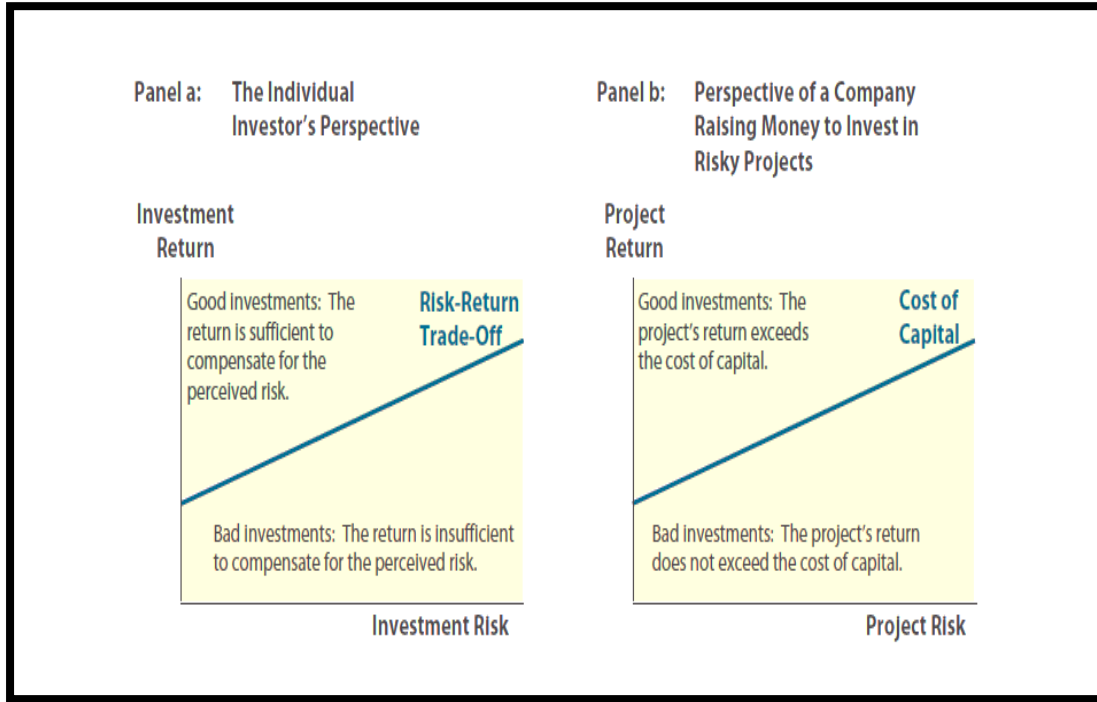 Panel a: The Individual
Investor's Perspective
Investment
Return
Good investments: The
return is sufficient to
compensate for the
perceived risk.
Risk-Return
Trade-Off
Bad investments: The return is insufficient
to compensate for the perceived risk.
Investment Risk
Panel b: Perspective of a Company
Raising Money to Invest in
Risky Projects
Project
Return
Good investments: The
project's return exceeds
the cost of capital.
Cost of
Capital
Bad investments: The project's return
does not exceed the cost of capital.
Project Risk